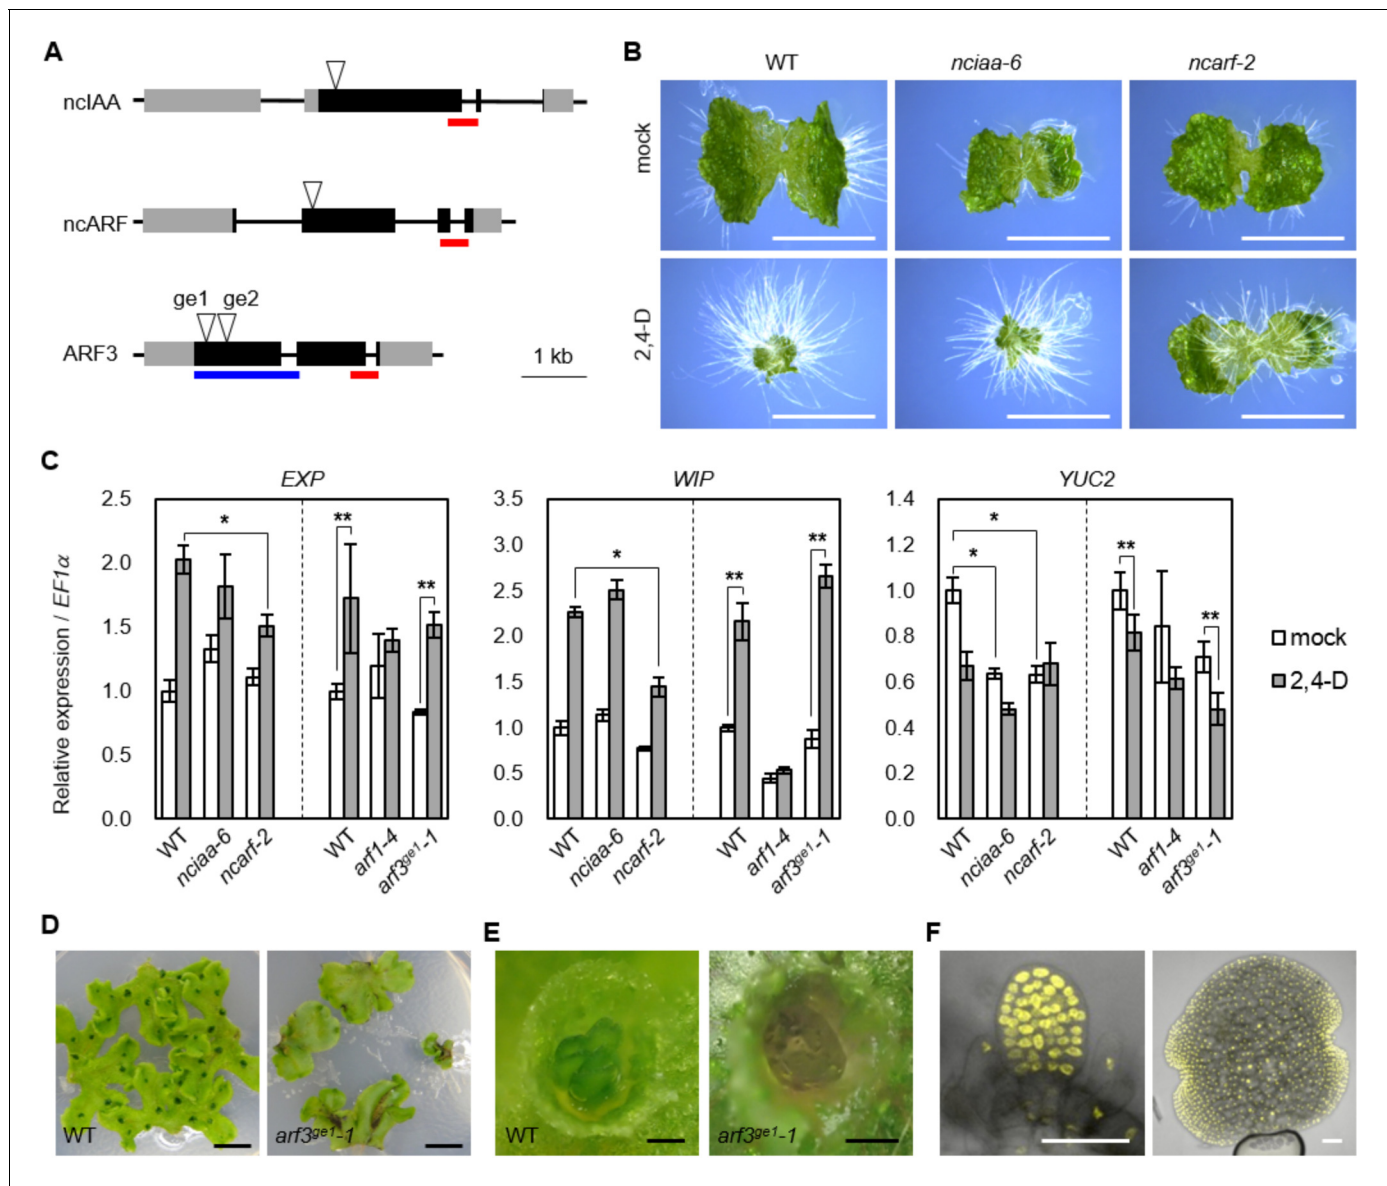 A
ncIAA
ncARF
ge1 ge2
ARF3
1 kb
B
WT nciaa-6 ncarf-2
mock
2,4-D
C
EXP WIP YUC2
Relative expression / EF1α
2.5
2.0
1.5
1.0
0.5
0.0
* ** **
WT nciaa-6 ncarf-2 WT arf1-4 arf3ge1-1
3.5
3.0
2.5
2.0
1.5
1.0
0.5
0.0
* ** **
WT nciaa-6 ncarf-2 WT arf1-4 arf3ge1-1
1.4
1.2
1.0
0.8
0.6
0.4
0.2
0.0
* * ** **
WT nciaa-6 ncarf-2 WT arf1-4 arf3ge1-1
mock
2,4-D
D
WT arf3ge1-1
E
WT arf3ge1-1
F